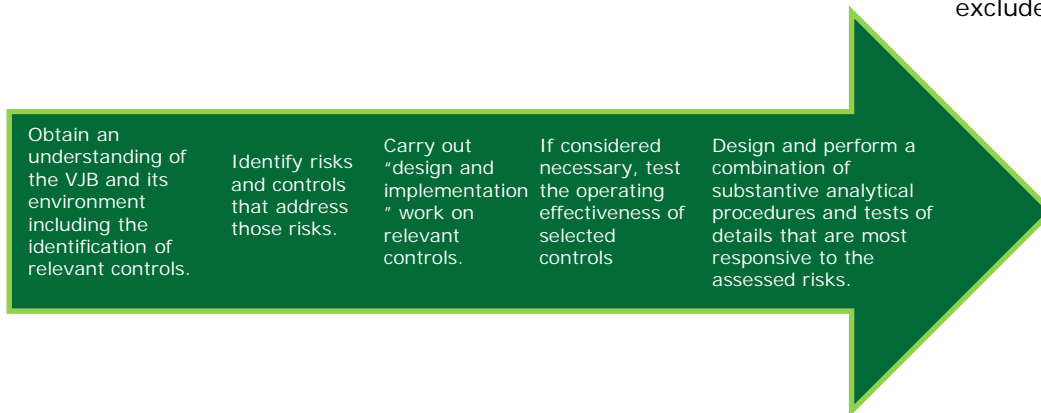 exclude
Obtain an
understanding of
the VJB and its
environment
including the
identification of
relevant controls.
Identify risks
and controls
that address
those risks.
Carry out
“design and
implementation
” work on
relevant
controls.
If considered
necessary, test
the operating
effectiveness of
selected
controls
Design and perform a
combination of
substantive analytical
procedures and tests of
details that are most
responsive to the
assessed risks.